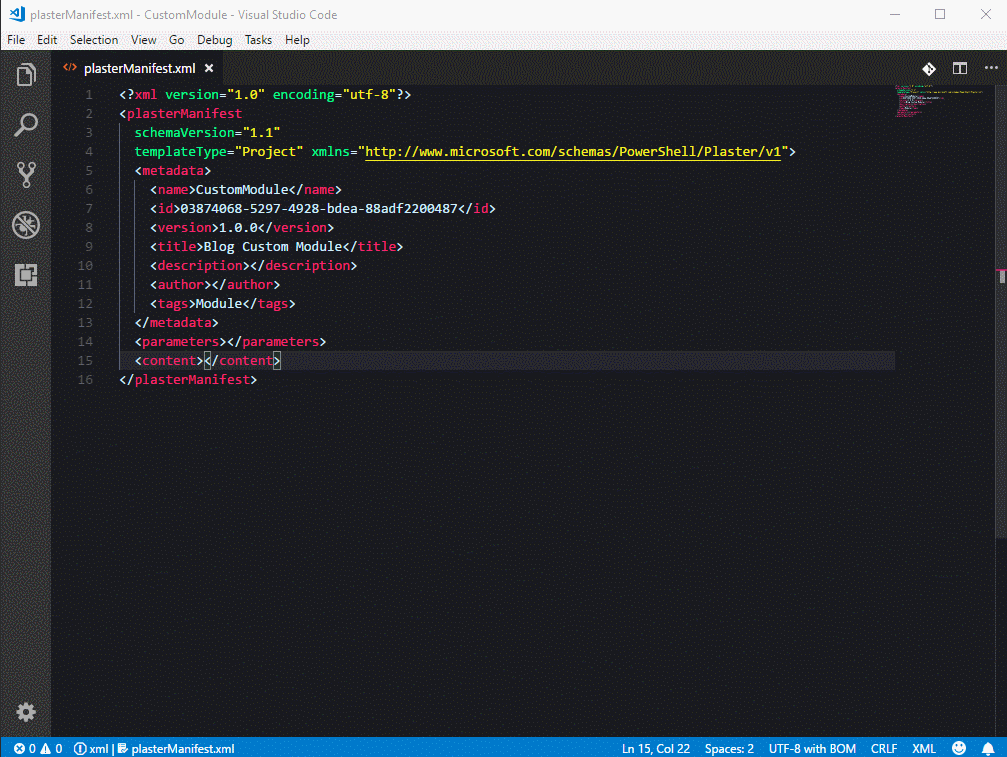 plasterManifest.xml - CustomModule - Visual Studio Code
File Edit Selection View Go Debug Tasks Help
plasterManifest.xml
1 <?xml version="1.0" encoding="utf-8"?>
2 <plasterManifest
3   schemaVersion="1.1"
4   templateType="Project" xmlns="http://www.microsoft.com/schemas/PowerShell/Plaster/v1">
5   <metadata>
6     <name>CustomModule</name>
7     <id>03874068-5297-4928-bdea-88adf2200487</id>
8     <version>1.0.0</version>
9     <title>Blog Custom Module</title>
10     <description></description>
11     <author></author>
12     <tags>Module</tags>
13   </metadata>
14   <parameters></parameters>
15   <content></content>
16 </plasterManifest>
0 0 xml | plasterManifest.xml Ln 15, Col 22 Spaces: 2 UTF-8 with BOM CRLF XML